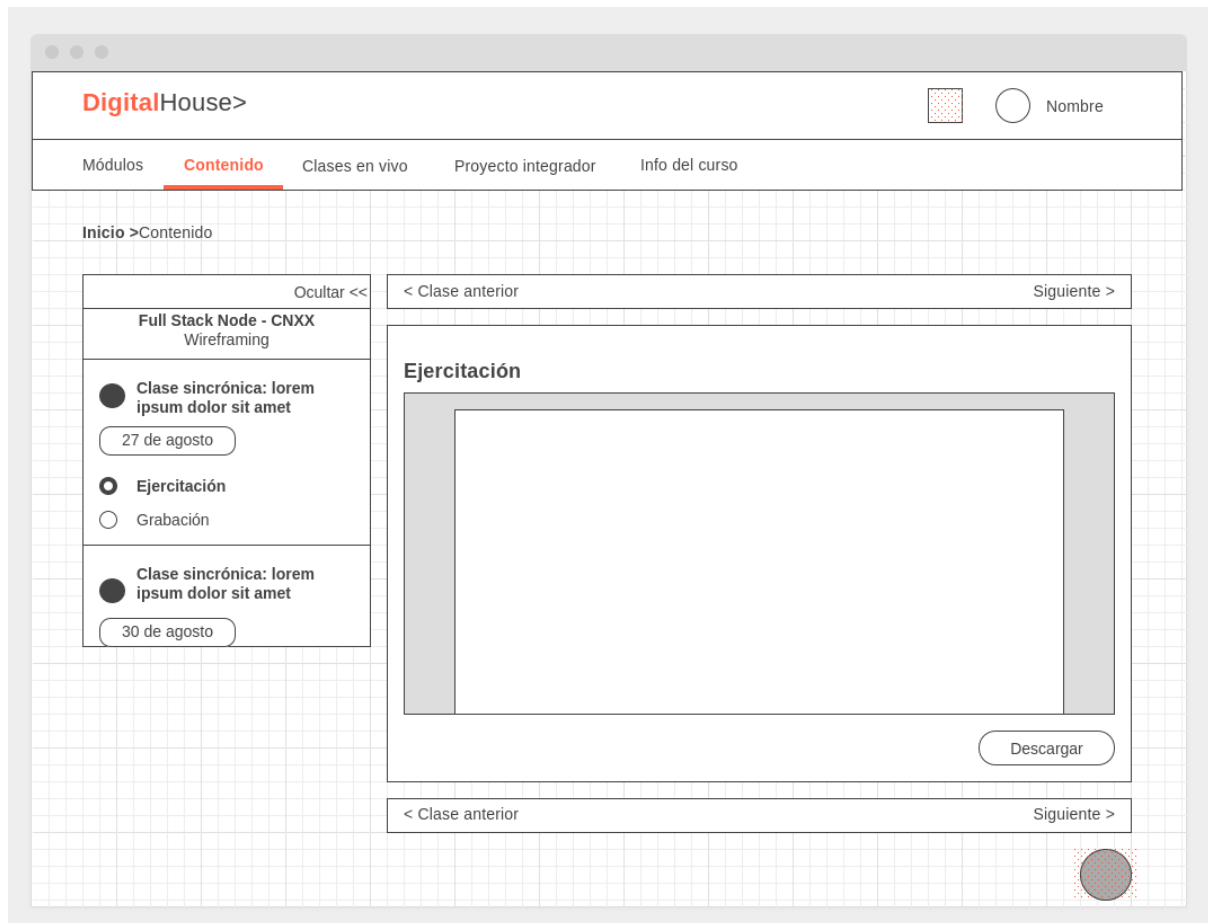 DigitalHouse>
Nombre
Módulos Contenido Clases en vivo Proyecto integrador Info del curso
Inicio >Contenido
Ocultar <<
Full Stack Node - CNXX
Wireframing
Clase sincrónica: lorem
ipsum dolor sit amet
27 de agosto
Ejercitación
Grabación
Clase sincrónica: lorem
ipsum dolor sit amet
30 de agosto
< Clase anterior Siguiente >
Ejercitación
Descargar
< Clase anterior Siguiente >